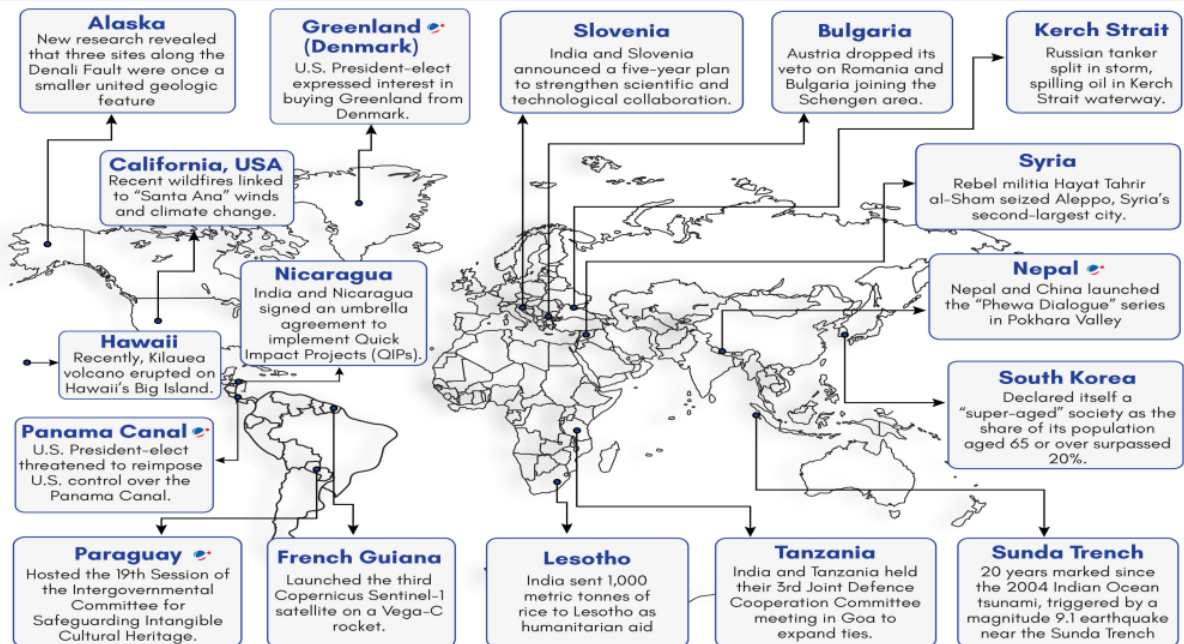 Alaska
New research revealed
that three sites along the
Denali Fault were once a
smaller united geologic
feature
Greenland
(Denmark)
U.S. President-elect
expressed interest in
buying Greenland from
Denmark.
Slovenia
India and Slovenia
announced a five-year plan
to strengthen scientific and
technological collaboration.
Bulgaria
Austria dropped its
veto on Romania and
Bulgaria joining the
Schengen area.
Kerch Strait
Russian tanker
split in storm,
spilling oil in Kerch
Strait waterway.
California, USA
Recent wildfires linked
to “Santa Ana” winds
and climate change.
Syria
Rebel militia Hayat Tahrir
al-Sham seized Aleppo, Syria’s
second-largest city.
Nicaragua
India and Nicaragua
signed an umbrella
agreement to
implement Quick
Impact Projects (QIPs).
Nepal
Nepal and China launched
the “Phewa Dialogue” series
in Pokhara Valley
Hawaii
Recently, Kilauea
volcano erupted on
Hawaii’s Big Island.
South Korea
Declared itself a
“super-aged” society as the
share of its population
aged 65 or over surpassed
20%.
Panama Canal
U.S. President-elect
threatened to reimpose
U.S. control over the
Panama Canal.
Paraguay
Hosted the 19th Session of
the Intergovernmental
Committee for
Safeguarding Intangible
Cultural Heritage.
French Guiana
Launched the third
Copernicus Sentinel-1
satellite on a Vega-C
rocket.
Lesotho
India sent 1,000
metric tonnes of
rice to Lesotho as
humanitarian aid
Tanzania
India and Tanzania held
their 3rd Joint Defence
Cooperation Committee
meeting in Goa to
expand ties.
Sunda Trench
20 years marked since
the 2004 Indian Ocean
tsunami, triggered by a
magnitude 9.1 earthquake
near the Sunda Trench